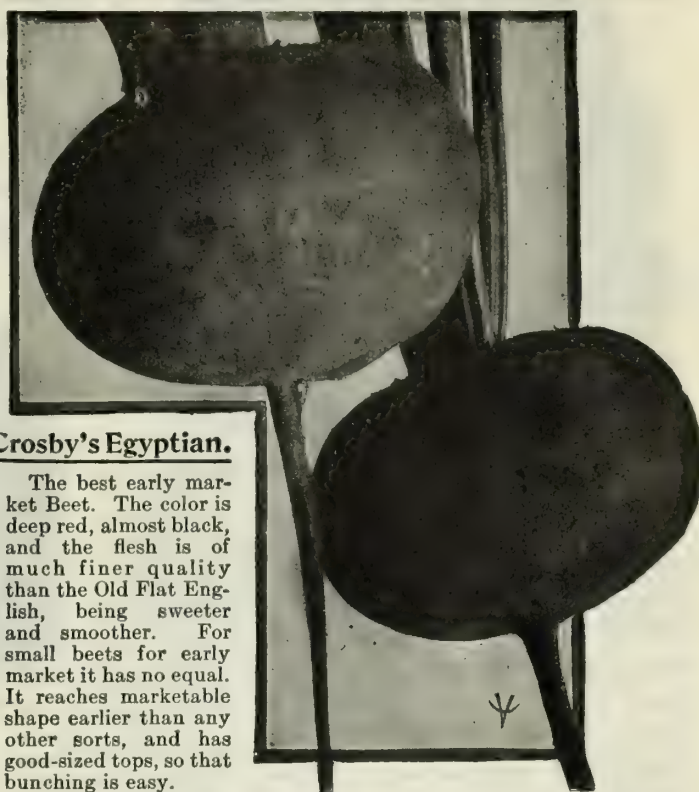 Crosby's Egyptian.
The best early mar-
ket Beet. The color is
deep red, almost black,
and the flesh is of
much finer quality
than the Old Flat Eng-
lish, being sweeter
and smoother. For
small beets for early
market it has no equal.
It reaches marketable
shape earlier than any
other sorts, and has
good-sized tops, so that
bunching is easy.